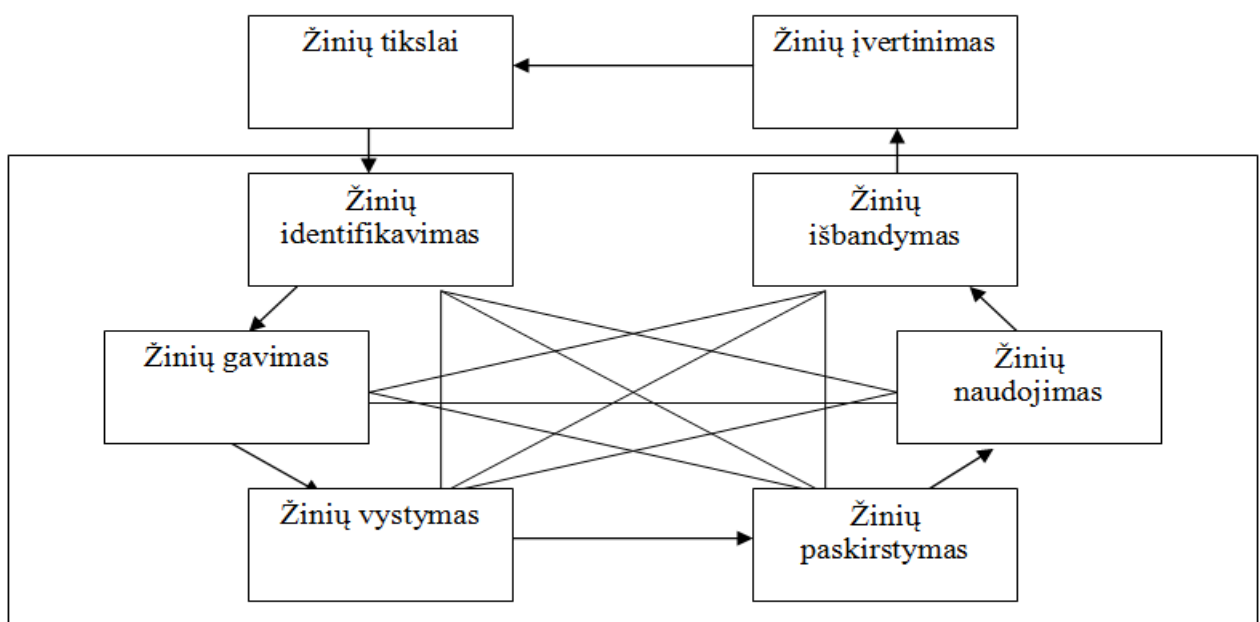 Žinių tikslai
Žinių įvertinimas
Žinių
identifikavimas
Žinių
išbandymas
Žinių gavimas
Žinių
naudojimas
Žinių vystymas
Žinių
paskirstymas